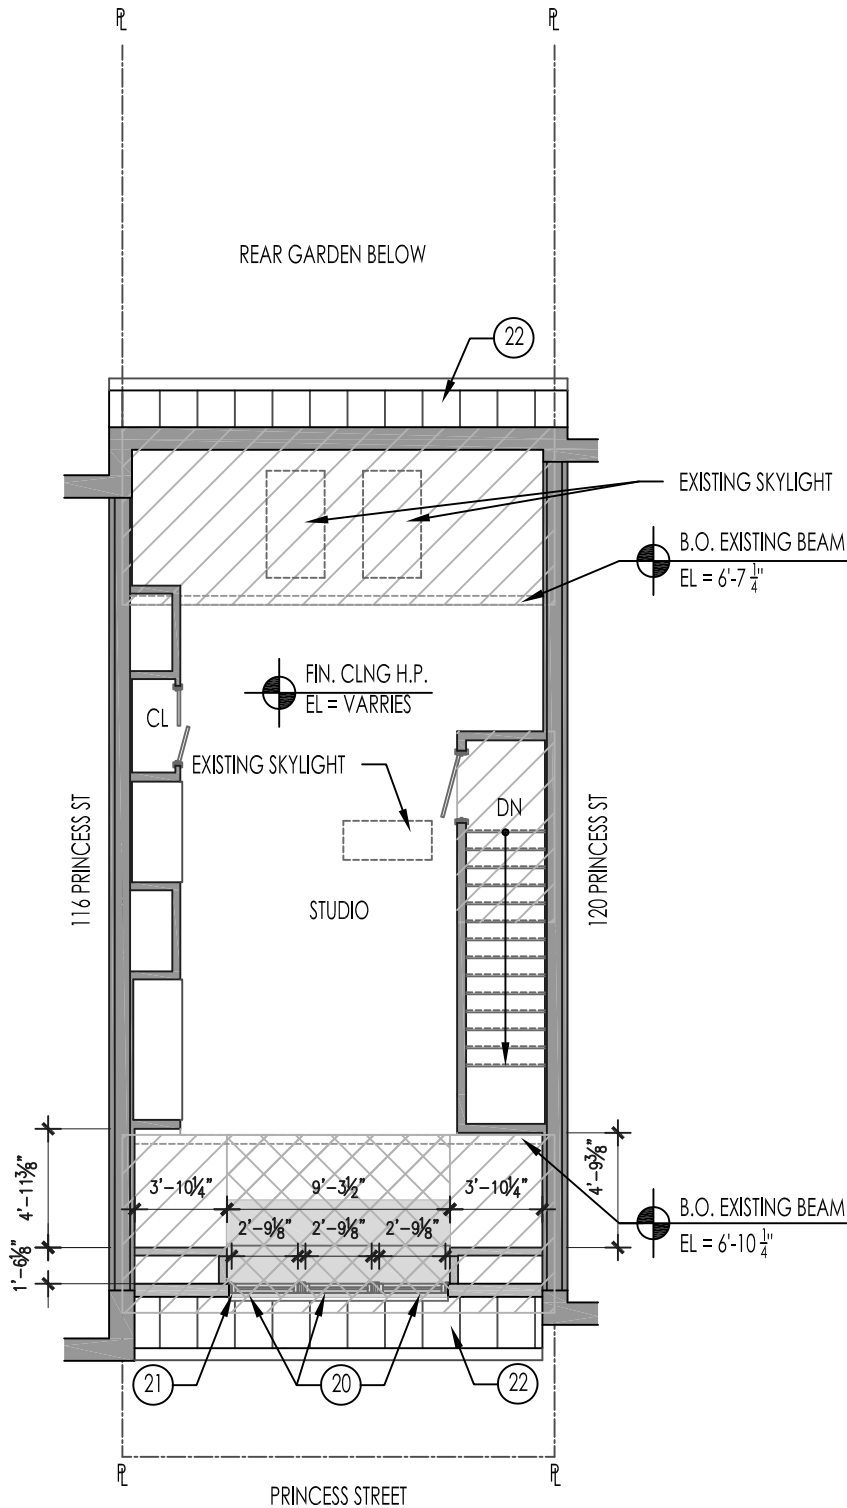 PL
PL
REAR GARDEN BELOW
22
EXISTING SKYLIGHT
B.O. EXISTING BEAM
EL = 6'-7 1/4"
FIN. CLNG H.P.
EL = VARRIES
CL
EXISTING SKYLIGHT
DN
116 PRINCESS ST
STUDIO
120 PRINCESS ST
4'-11 3/8"
4'-9 3/8"
3'-10 1/4"
9'-3 1/2"
3'-10 1/4"
B.O. EXISTING BEAM
EL = 6'-10 1/4"
2'-9 1/8"
2'-9 1/8"
2'-9 1/8"
1'-6 1/8"
21
20
22
PL
PL
PRINCESS STREET